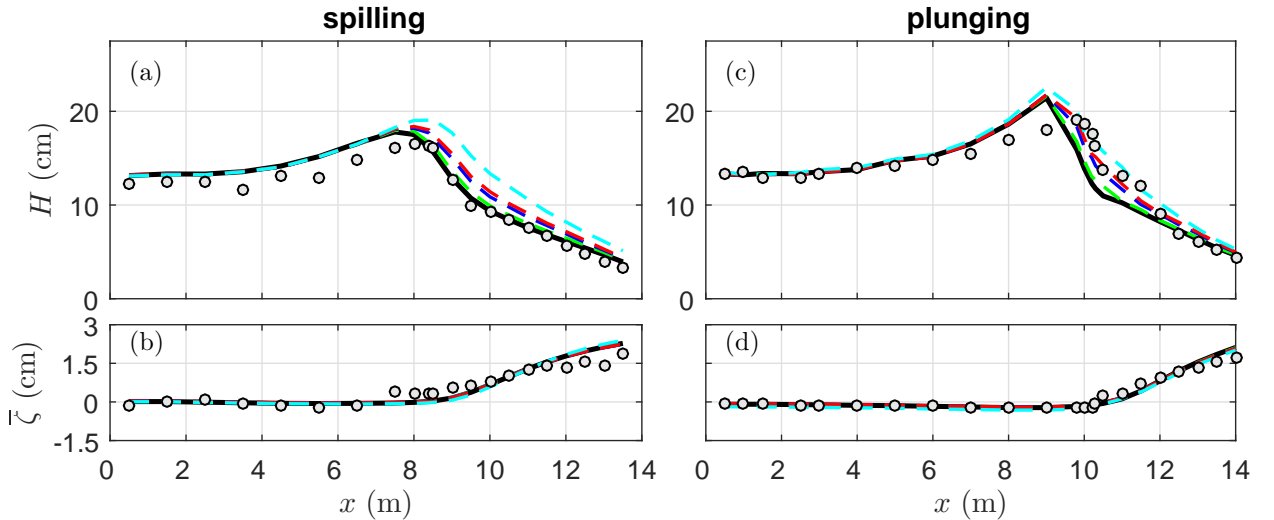 spilling plunging
(a) (c)
H (cm)
20 20
10 10
0 0
(b) (d)
ζ̅ (cm)
3
1.5
0
-1.5
0 2 4 6 8 10 12 14 0 2 4 6 8 10 12 14
x (m) x (m)